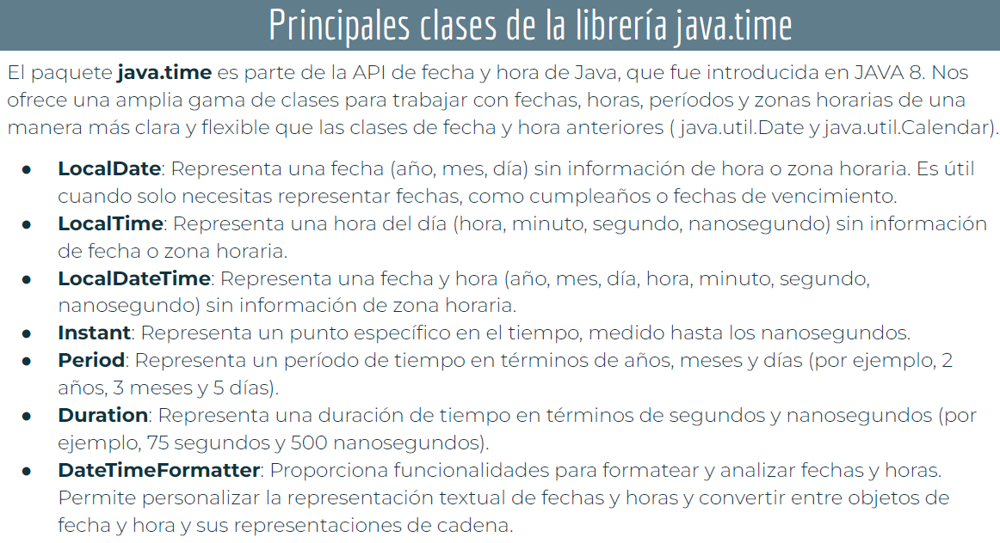 Principales clases de la librería java.time
El paquete java.time es parte de la API de fecha y hora de Java, que fue introducida en JAVA 8. Nos
ofrece una amplia gama de clases para trabajar con fechas, horas, períodos y zonas horarias de una
manera más clara y flexible que las clases de fecha y hora anteriores ( java.util.Date y java.util.Calendar).
● LocalDate: Representa una fecha (año, mes, día) sin información de hora o zona horaria. Es útil
cuando solo necesitas representar fechas, como cumpleaños o fechas de vencimiento.
● LocalTime: Representa una hora del día (hora, minuto, segundo, nanosegundo) sin información
de fecha o zona horaria.
● LocalDateTime: Representa una fecha y hora (año, mes, día, hora, minuto, segundo,
nanosegundo) sin información de zona horaria.
● Instant: Representa un punto específico en el tiempo, medido hasta los nanosegundos.
● Period: Representa un período de tiempo en términos de años, meses y días (por ejemplo, 2
años, 3 meses y 5 días).
● Duration: Representa una duración de tiempo en términos de segundos y nanosegundos (por
ejemplo, 75 segundos y 500 nanosegundos).
● DateTimeFormatter: Proporciona funcionalidades para formatear y analizar fechas y horas.
Permite personalizar la representación textual de fechas y horas y convertir entre objetos de
fecha y hora y sus representaciones de cadena.